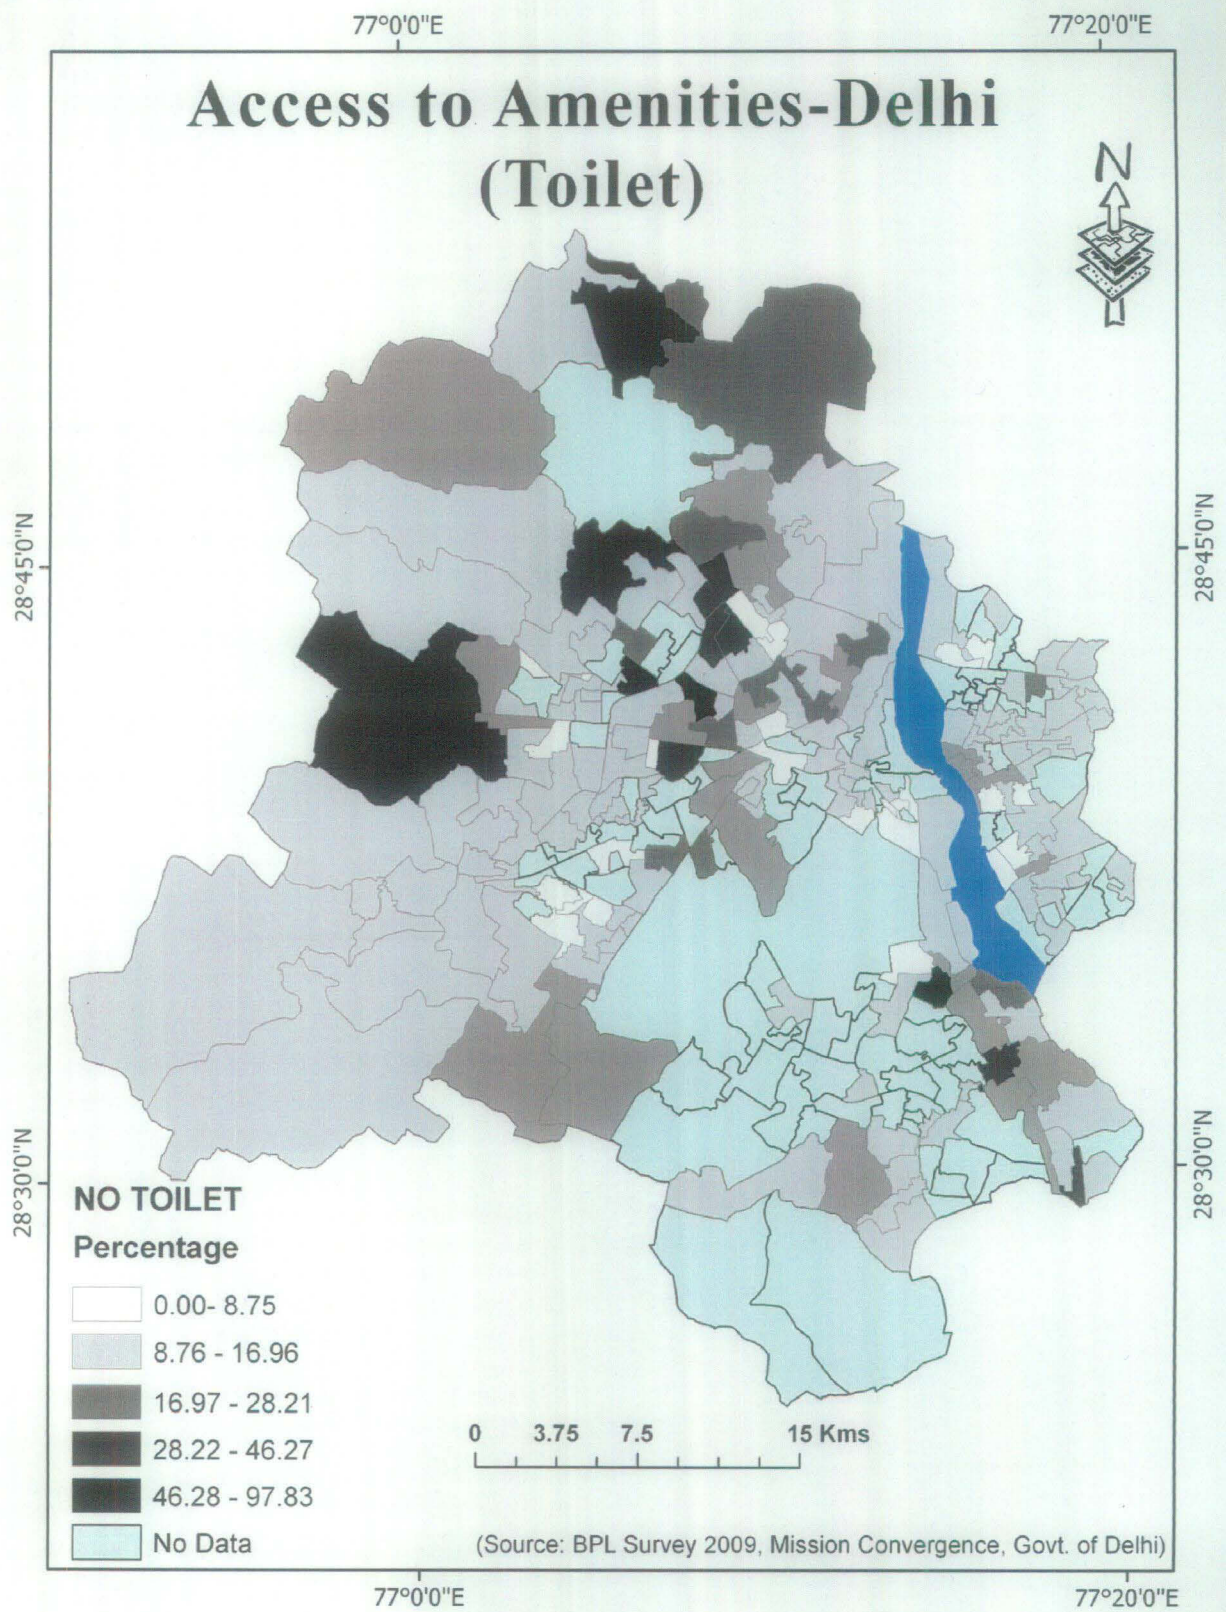 77°0'0"E
77°20'0"E
Access to Amenities-Delhi
(Toilet)
N
28°45'0"N
28°45'0"N
28°30'0"N
28°30'0"N
NO TOILET
Percentage
0.00- 8.75
8.76 - 16.96
16.97 - 28.21
28.22 - 46.27
46.28 - 97.83
No Data
0 3.75 7.5 15 Kms
(Source: BPL Survey 2009, Mission Convergence, Govt. of Delhi)
77°0'0"E
77°20'0"E